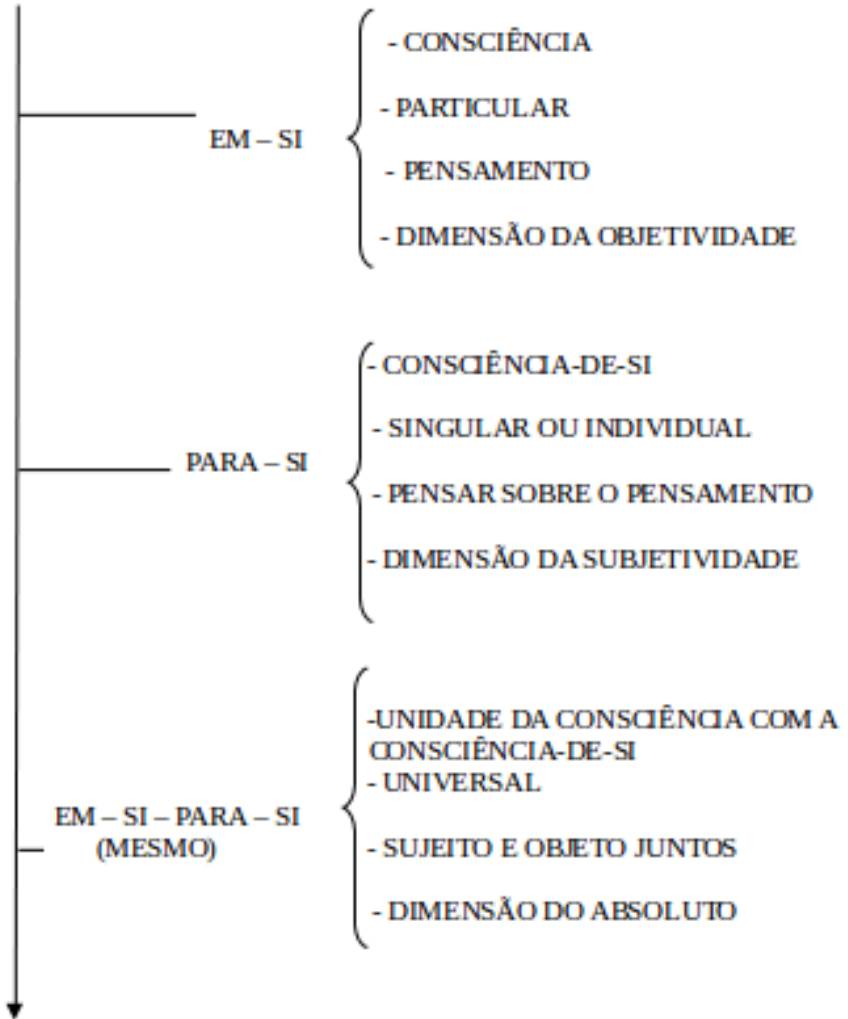 - CONSCIÊNCIA
- PARTICULAR
EM – SI
- PENSAMENTO
- DIMENSÃO DA OBJETIVIDADE
- CONSCIÊNCIA-DE-SI
- SINGULAR OU INDIVIDUAL
PARA – SI
- PENSAR SOBRE O PENSAMENTO
- DIMENSÃO DA SUBJETIVIDADE
-UNIDADE DA CONSCIÊNCIA COM A
CONSCIÊNCIA-DE-SI
- UNIVERSAL
EM – SI – PARA – SI
(MESMO)
- SUJEITO E OBJETO JUNTOS
- DIMENSÃO DO ABSOLUTO